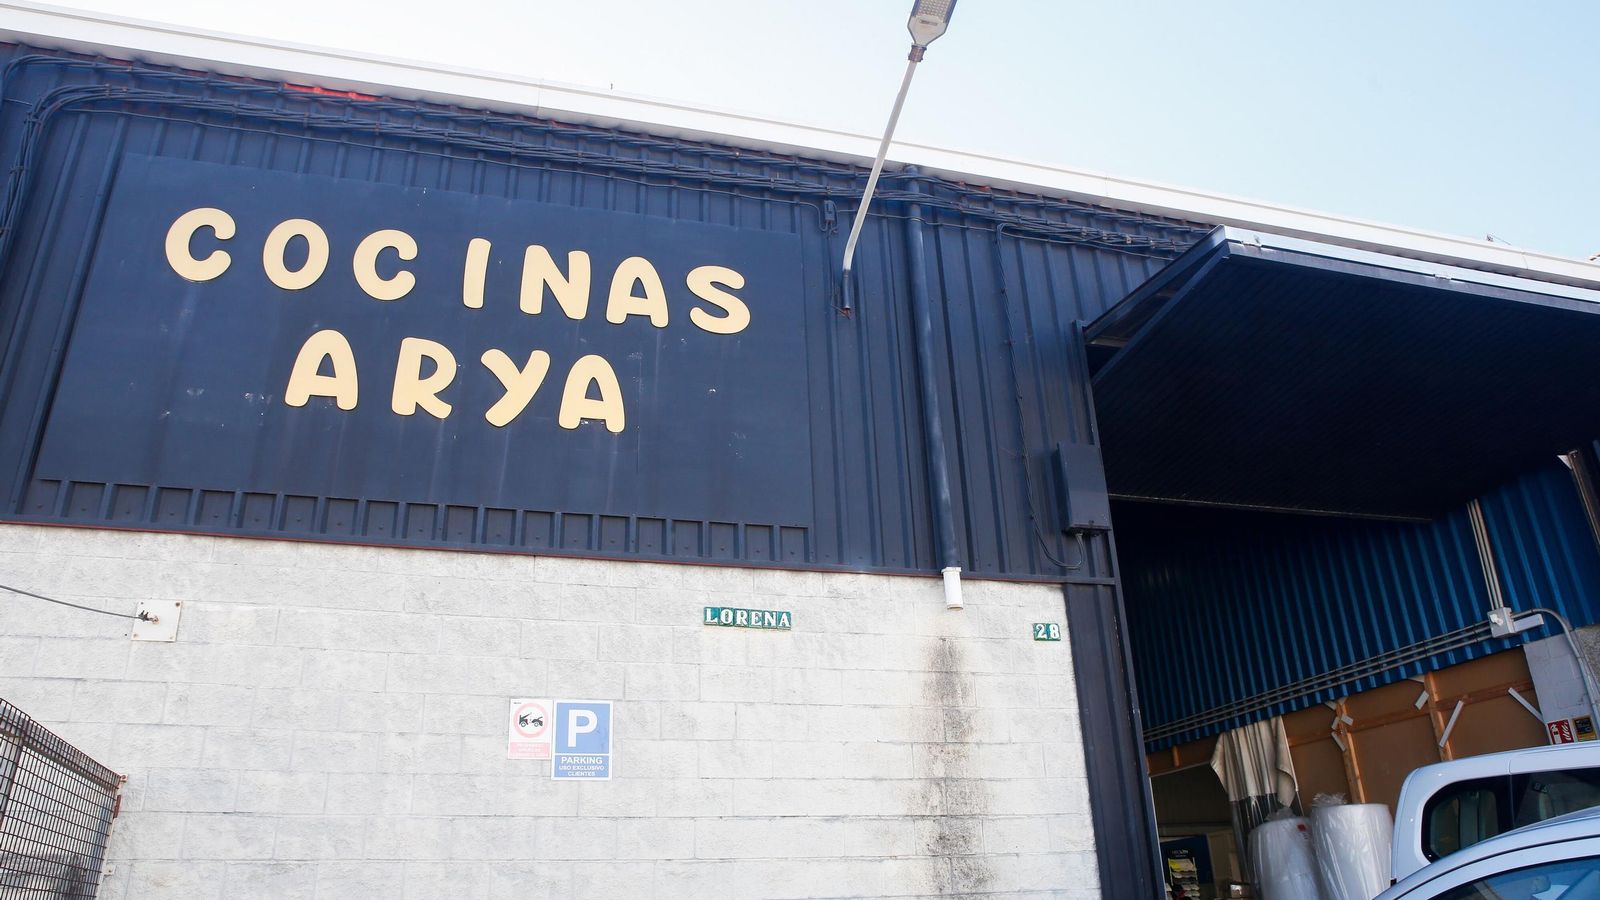 COCINAS
ARYA
LORENA
28
P
PARKING
USO EXCLUSIVO
CLIENTES